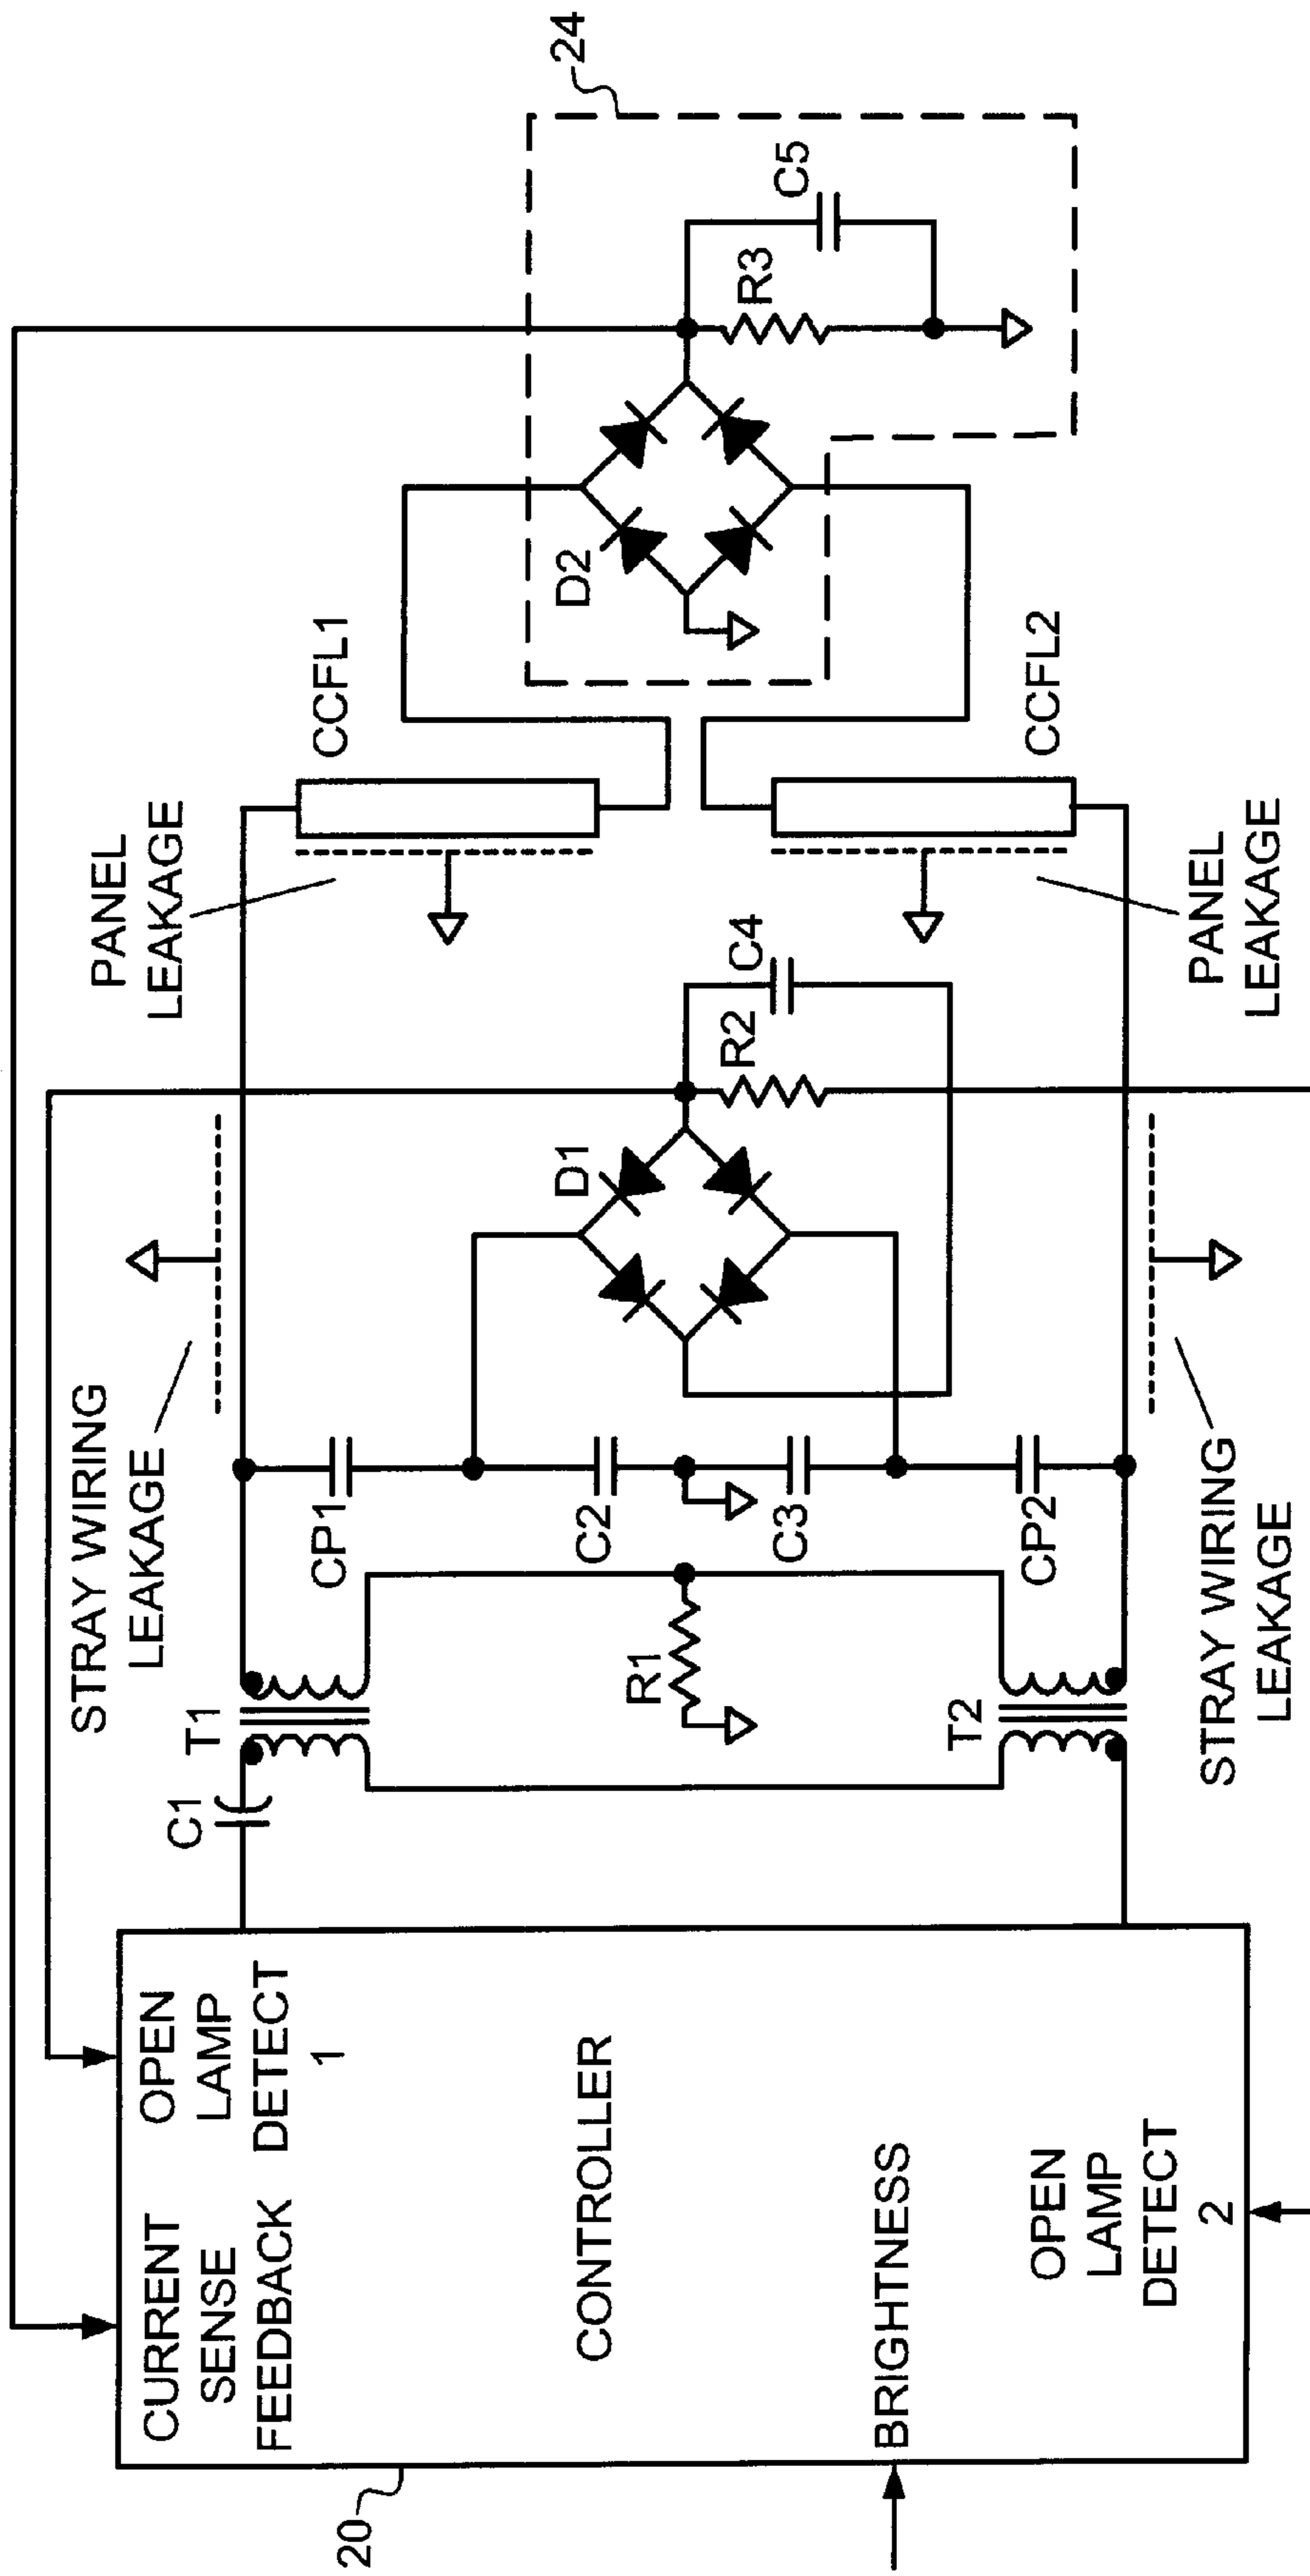 24
C5
R3
D2
CCFL1
CCFL2
PANEL
LEAKAGE
PANEL
LEAKAGE
C4
R2
D1
STRAY WIRING
LEAKAGE
STRAY WIRING
LEAKAGE
CP1
C2
C3
CP2
R1
T1
T2
C1
CURRENT
SENSE
FEEDBACK
OPEN
LAMP
DETECT
1
CONTROLLER
BRIGHTNESS
OPEN
LAMP
DETECT
2
20